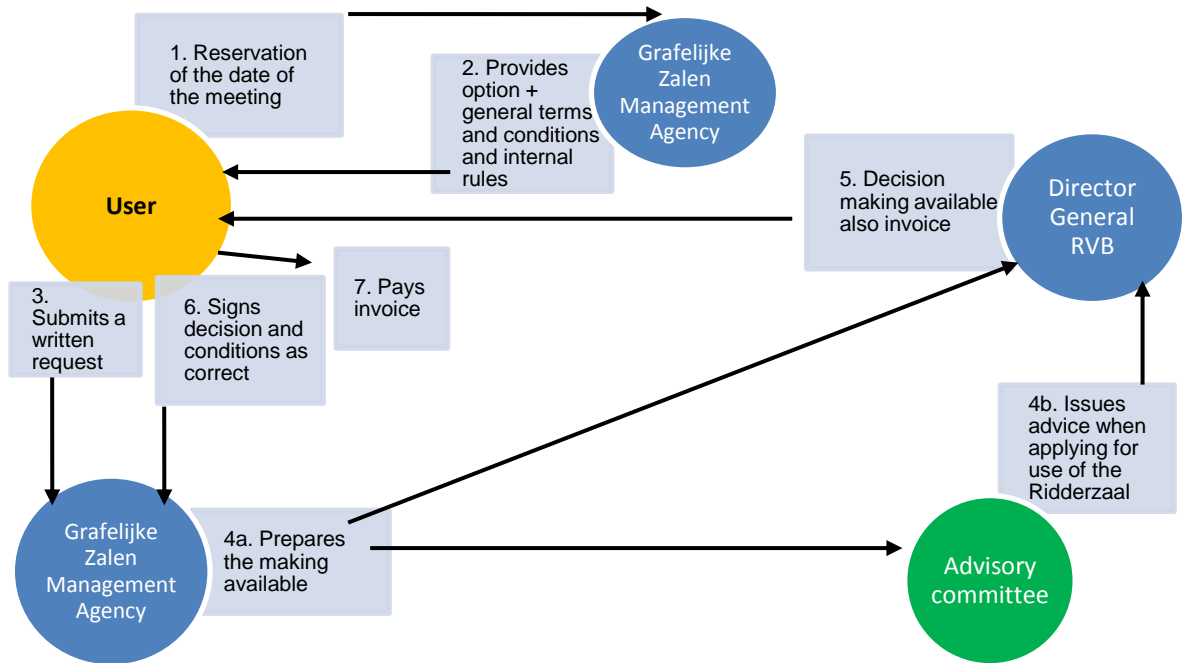 1. Reservation
of the date of
the meeting
2. Provides
option +
general terms
and conditions
and internal
rules
Grafelijke
Zalen
Management
Agency
User
5. Decision
making available
also invoice
Director
General
RVB
3.
Submits a
written
request
6. Signs
decision and
conditions as
correct
7. Pays
invoice
4b. Issues
advice when
applying for
use of the
Ridderzaal
Grafelijke
Zalen
Management
Agency
4a. Prepares
the making
available
Advisory
committee